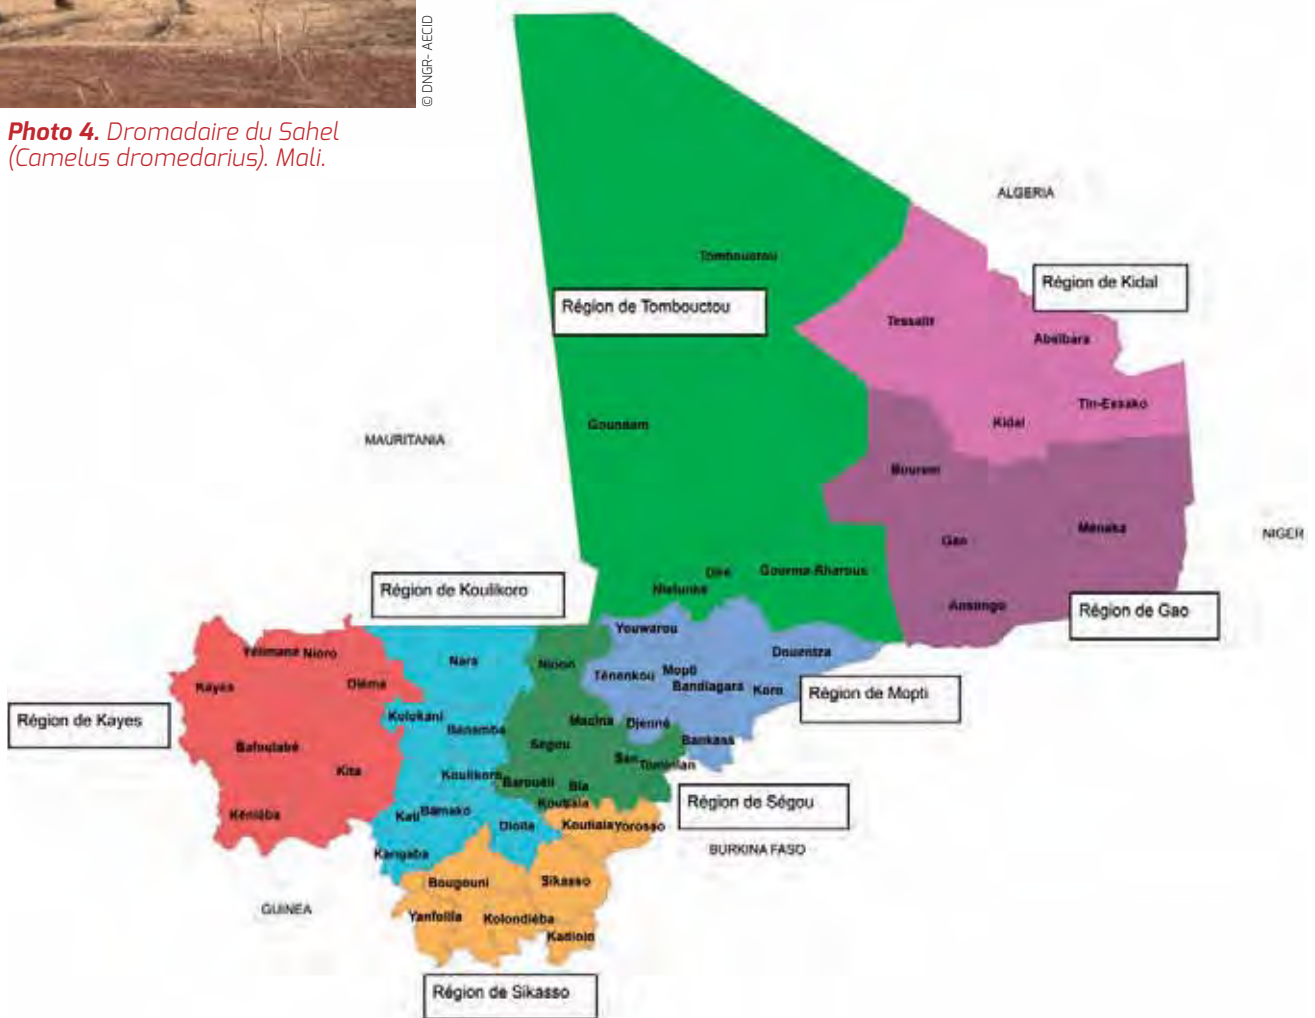 © DNGR- AECID
Photo 4. Dromadaire du Sahel
(Camelus dromedarius). Mali.
ALGERIA
Tombouctou
Région de Kidal
Région de Tombouctou
Tessalit
Abeïbara
Tin-Essako
Kidal
Goundam
MAURITANIA
Bourem
Ménaka
NIGER
Gao
Diré
Gourma-Rharous
Région de Koulikoro
Niafunké
Ansongo
Région de Gao
Youwarou
Yélimané Nioro
Nara
Niono
Douentza
Ténenkou
Mopti
Kayes
Diéma
Bandiagara
Koro
Région de Mopti
Région de Kayes
Kolokani
Banamba
Macina
Djenné
Bafoulabé
Ségou
Bankass
San
Tominian
Kita
Koulikoro
Barouéli
Bla
Région de Ségou
Koutiala
Kéniéba
Kati
Bamako
Dioïla
Koutiala
Yorosso
BURKINA FASO
Kangaba
Bougouni
Sikasso
GUINEA
Yanfolila
Kolondiéba
Kadiolo
Région de Sikasso